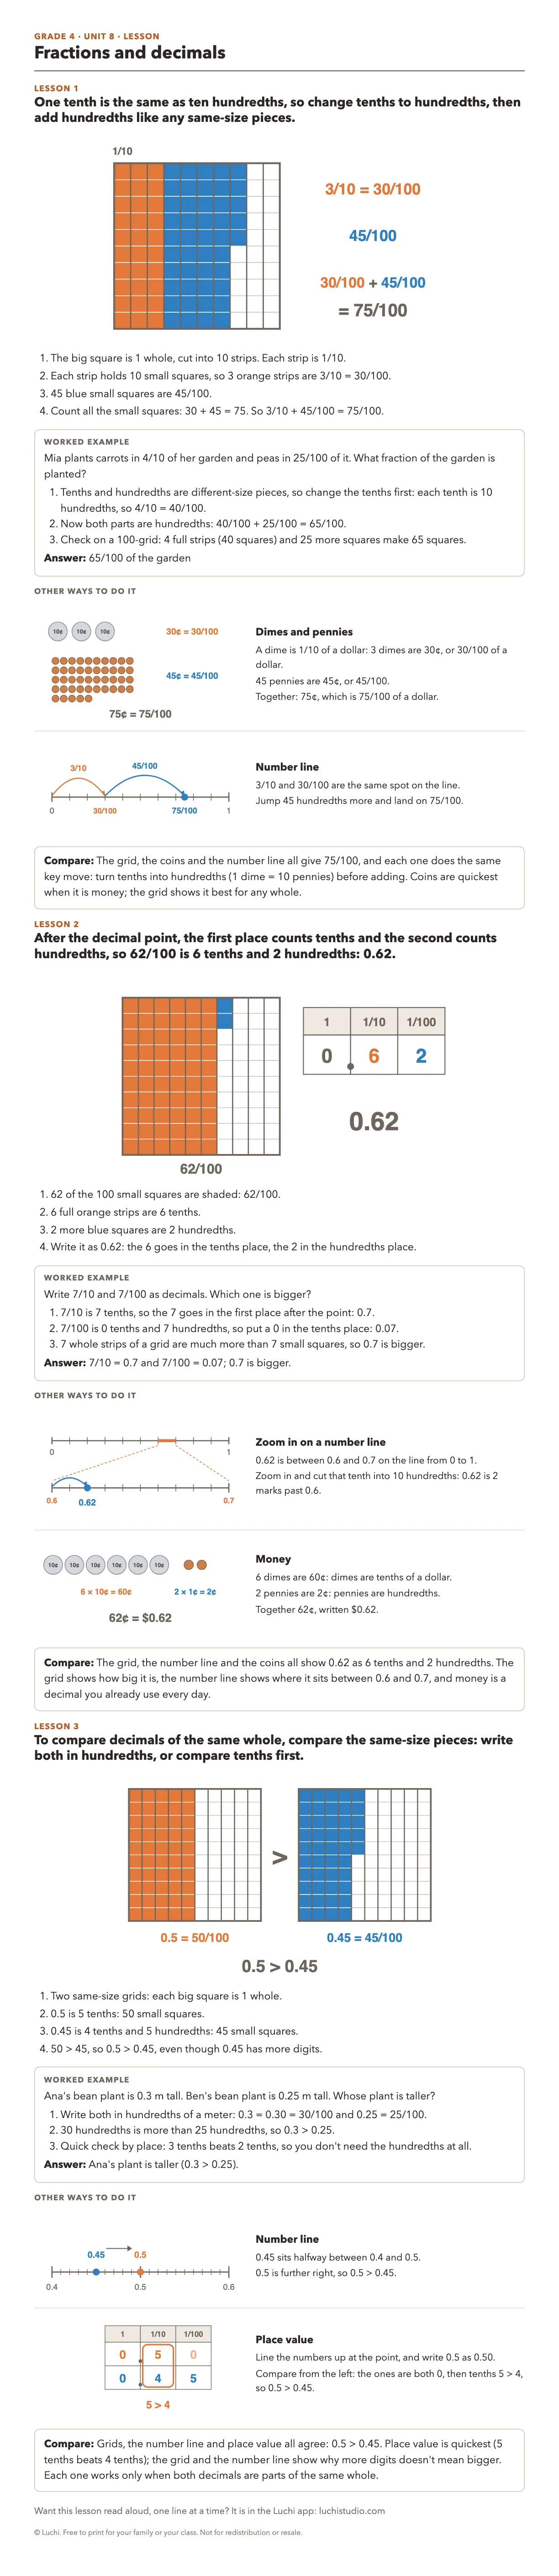 GRADE 4 · UNIT 8 · LESSON
Fractions and decimals
LESSON 1
One tenth is the same as ten hundredths, so change tenths to hundredths, then
add hundredths like any same-size pieces.
1/10
3/10 = 30/100
45/100
30/100 + 45/100
= 75/100
1. The big square is 1 whole, cut into 10 strips. Each strip is 1/10.
2. Each strip holds 10 small squares, so 3 orange strips are 3/10 = 30/100.
3. 45 blue small squares are 45/100.
4. Count all the small squares: 30 + 45 = 75. So 3/10 + 45/100 = 75/100.
WORKED EXAMPLE
Mia plants carrots in 4/10 of her garden and peas in 25/100 of it. What fraction of the garden is
planted?
1. Tenths and hundredths are different-size pieces, so change the tenths first: each tenth is 10
hundredths, so 4/10 = 40/100.
2. Now both parts are hundredths: 40/100 + 25/100 = 65/100.
3. Check on a 100-grid: 4 full strips (40 squares) and 25 more squares make 65 squares.
Answer: 65/100 of the garden
OTHER WAYS TO DO IT
10¢ 10¢ 10¢
30¢ = 30/100
45¢ = 45/100
75¢ = 75/100
Dimes and pennies
A dime is 1/10 of a dollar: 3 dimes are 30¢, or 30/100 of a
dollar.
45 pennies are 45¢, or 45/100.
Together: 75¢, which is 75/100 of a dollar.
3/10 45/100
0 30/100 75/100 1
Number line
3/10 and 30/100 are the same spot on the line.
Jump 45 hundredths more and land on 75/100.
Compare: The grid, the coins and the number line all give 75/100, and each one does the same
key move: turn tenths into hundredths (1 dime = 10 pennies) before adding. Coins are quickest
when it is money; the grid shows it best for any whole.
LESSON 2
After the decimal point, the first place counts tenths and the second counts
hundredths, so 62/100 is 6 tenths and 2 hundredths: 0.62.
1 1/10 1/100
0 . 6 2
0.62
62/100
1. 62 of the 100 small squares are shaded: 62/100.
2. 6 full orange strips are 6 tenths.
3. 2 more blue squares are 2 hundredths.
4. Write it as 0.62: the 6 goes in the tenths place, the 2 in the hundredths place.
WORKED EXAMPLE
Write 7/10 and 7/100 as decimals. Which one is bigger?
1. 7/10 is 7 tenths, so the 7 goes in the first place after the point: 0.7.
2. 7/100 is 0 tenths and 7 hundredths, so put a 0 in the tenths place: 0.07.
3. 7 whole strips of a grid are much more than 7 small squares, so 0.7 is bigger.
Answer: 7/10 = 0.7 and 7/100 = 0.07; 0.7 is bigger.
OTHER WAYS TO DO IT
0 1
0.6 0.62 0.7
Zoom in on a number line
0.62 is between 0.6 and 0.7 on the line from 0 to 1.
Zoom in and cut that tenth into 10 hundredths: 0.62 is 2
marks past 0.6.
10¢ 10¢ 10¢ 10¢ 10¢ 10¢
6 × 10¢ = 60¢ 2 × 1¢ = 2¢
62¢ = $0.62
Money
6 dimes are 60¢: dimes are tenths of a dollar.
2 pennies are 2¢: pennies are hundredths.
Together 62¢, written $0.62.
Compare: The grid, the number line and the coins all show 0.62 as 6 tenths and 2 hundredths. The
grid shows how big it is, the number line shows where it sits between 0.6 and 0.7, and money is a
decimal you already use every day.
LESSON 3
To compare decimals of the same whole, compare the same-size pieces: write
both in hundredths, or compare tenths first.
>
0.5 = 50/100 0.45 = 45/100
0.5 > 0.45
1. Two same-size grids: each big square is 1 whole.
2. 0.5 is 5 tenths: 50 small squares.
3. 0.45 is 4 tenths and 5 hundredths: 45 small squares.
4. 50 > 45, so 0.5 > 0.45, even though 0.45 has more digits.
WORKED EXAMPLE
Ana's bean plant is 0.3 m tall. Ben's bean plant is 0.25 m tall. Whose plant is taller?
1. Write both in hundredths of a meter: 0.3 = 0.30 = 30/100 and 0.25 = 25/100.
2. 30 hundredths is more than 25 hundredths, so 0.3 > 0.25.
3. Quick check by place: 3 tenths beats 2 tenths, so you don't need the hundredths at all.
Answer: Ana's plant is taller (0.3 > 0.25).
OTHER WAYS TO DO IT
0.45 0.5
0.4 0.5 0.6
Number line
0.45 sits halfway between 0.4 and 0.5.
0.5 is further right, so 0.5 > 0.45.
1 1/10 1/100
0 . 5 0
0 . 4 5
5 > 4
Place value
Line the numbers up at the point, and write 0.5 as 0.50.
Compare from the left: the ones are both 0, then tenths 5 > 4,
so 0.5 > 0.45.
Compare: Grids, the number line and place value all agree: 0.5 > 0.45. Place value is quickest (5
tenths beats 4 tenths); the grid and the number line show why more digits doesn't mean bigger.
Each one works only when both decimals are parts of the same whole.
Want this lesson read aloud, one line at a time? It is in the Luchi app: luchistudio.com
© Luchi. Free to print for your family or your class. Not for redistribution or resale.